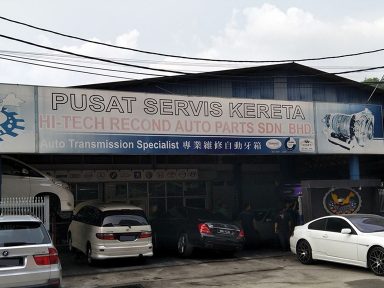 PUSAT SERVIS KERETA
HI-TECH RECOND AUTO PARTS SDN. BHD.
Auto Transmission Specialist 專業維修自動牙箱